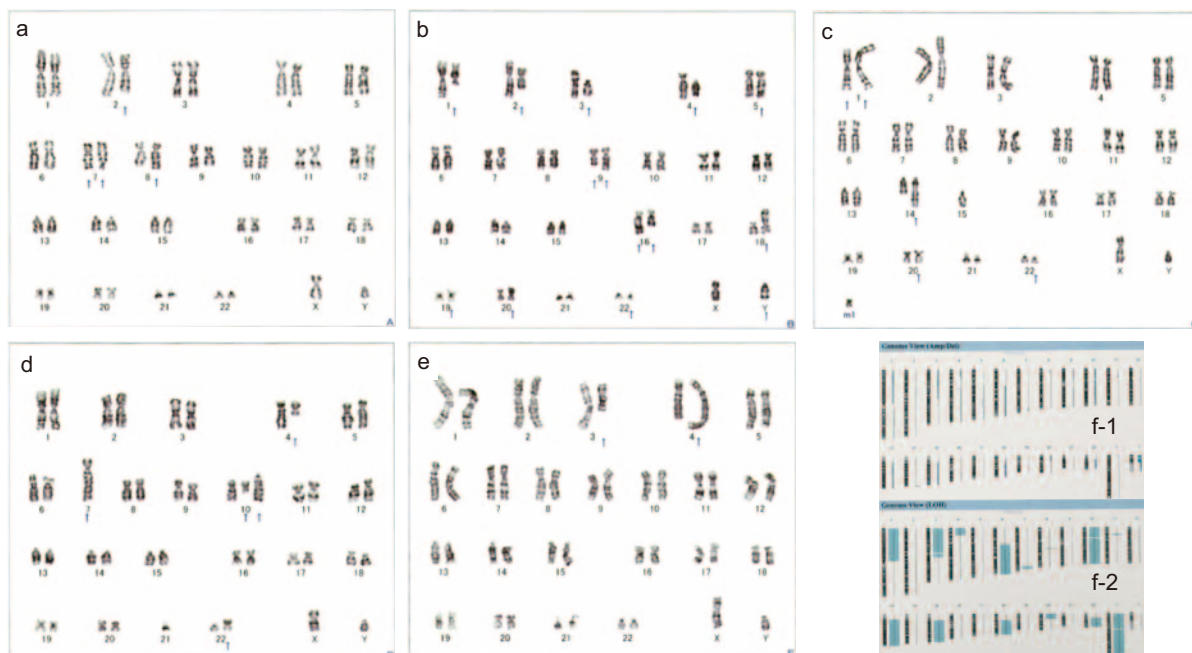 a
1 2 3 4 5
6 7 8 9 10 11 12
13 14 15 16 17 18
19 20 21 22 X Y
A
b
1 2 3 4 5
6 7 8 9 10 11 12
13 14 15 16 17 18
19 20 21 22 X Y
B
c
1 2 3 4 5
6 7 8 9 10 11 12
13 14 15 16 17 18
19 20 21 22 X Y
m1
d
1 2 3 4 5
6 7 8 9 10 11 12
13 14 15 16 17 18
19 20 21 22 X Y
e
1 2 3 4 5
6 7 8 9 10 11 12
13 14 15 16 17 18
19 20 21 22 X Y
Genome View (Amp/Del)
f-1
Genome View (LOH)
f-2